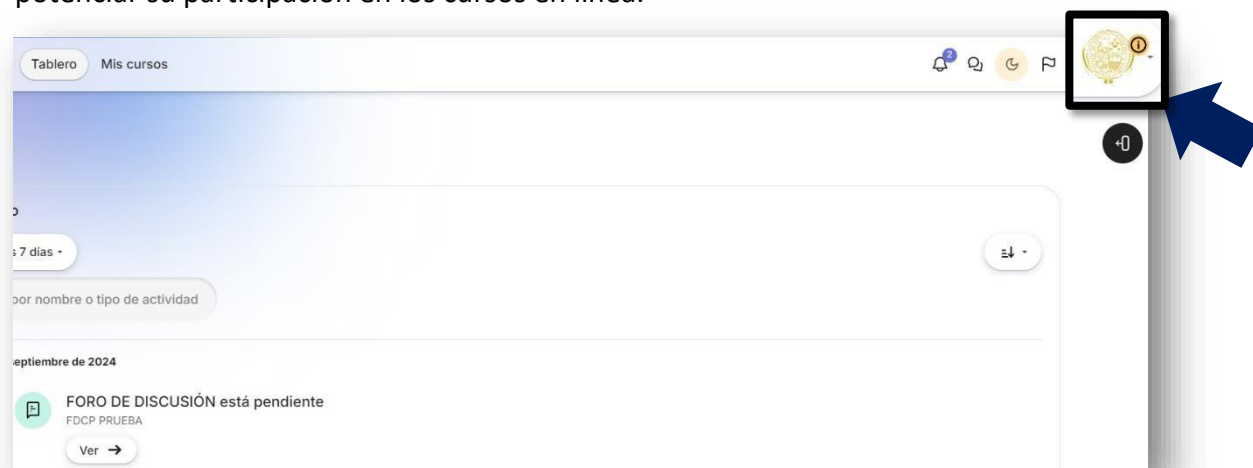 potenciar su participación en los cursos en línea.
Tablero Mis cursos
2
s 7 días
por nombre o tipo de actividad
septiembre de 2024
FORO DE DISCUSIÓN está pendiente
FDCP PRUEBA
Ver →